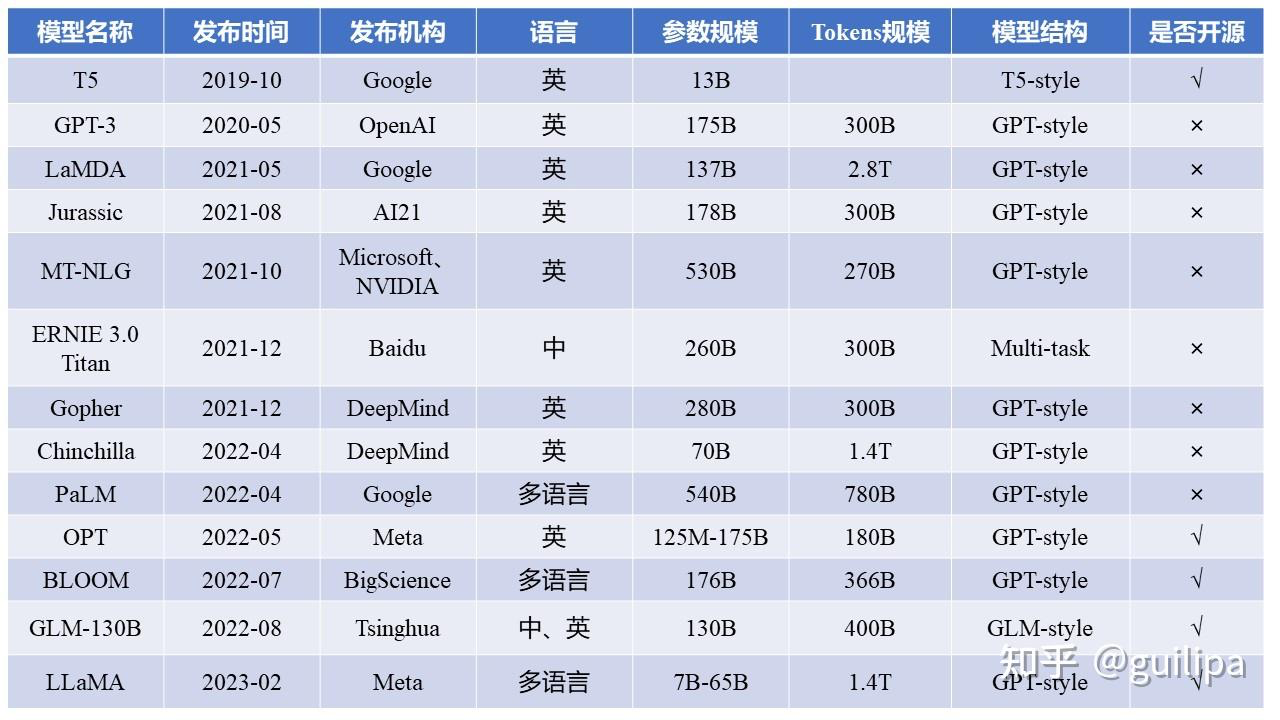 模型名称 发布时间 发布机构 语言 参数规模 Tokens规模 模型结构 是否开源
T5 2019-10 Google 英 13B T5-style √
GPT-3 2020-05 OpenAI 英 175B 300B GPT-style ×
LaMDA 2021-05 Google 英 137B 2.8T GPT-style ×
Jurassic 2021-08 AI21 英 178B 300B GPT-style ×
MT-NLG 2021-10 Microsoft、NVIDIA 英 530B 270B GPT-style ×
ERNIE 3.0 Titan 2021-12 Baidu 中 260B 300B Multi-task ×
Gopher 2021-12 DeepMind 英 280B 300B GPT-style ×
Chinchilla 2022-04 DeepMind 英 70B 1.4T GPT-style ×
PaLM 2022-04 Google 多语言 540B 780B GPT-style ×
OPT 2022-05 Meta 英 125M-175B 180B GPT-style √
BLOOM 2022-07 BigScience 多语言 176B 366B GPT-style √
GLM-130B 2022-08 Tsinghua 中、英 130B 400B GLM-style √
LLaMA 2023-02 Meta 多语言 7B-65B 1.4T GPT-style √
知乎 @guilipa